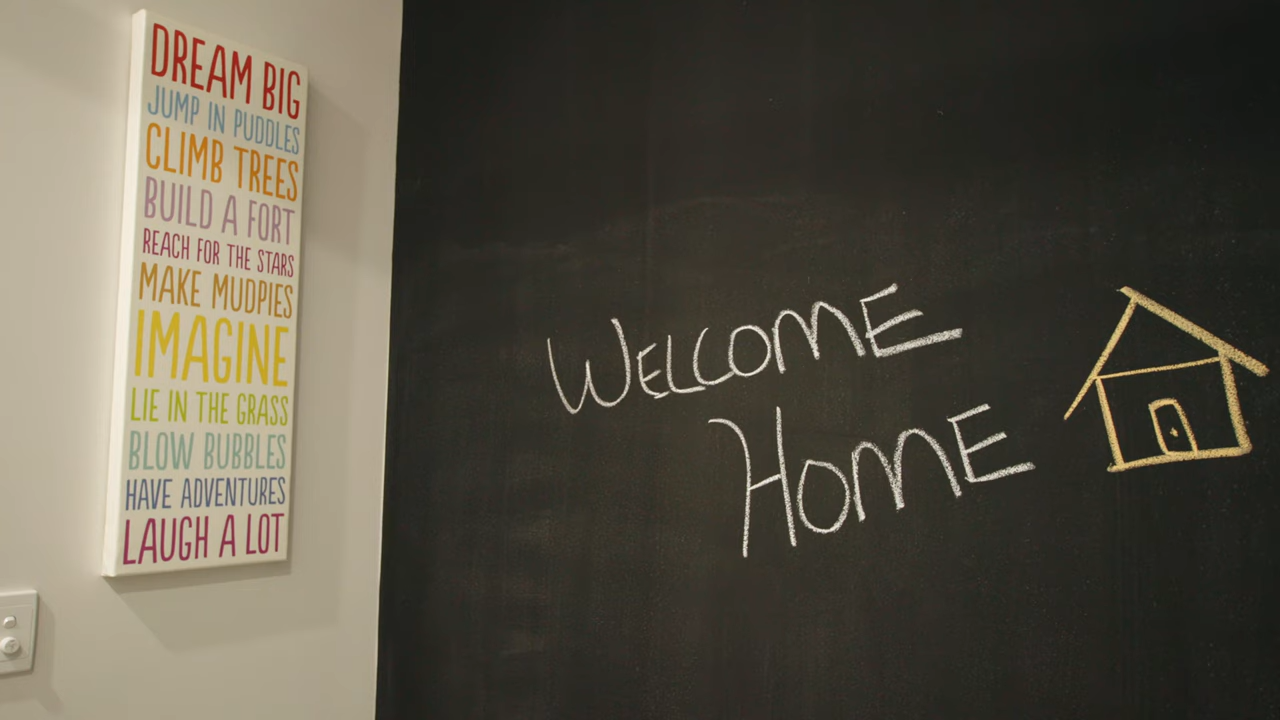 DREAM BIG
JUMP IN PUDDLES
CLIMB TREES
BUILD A FORT
REACH FOR THE STARS
MAKE MUDPIES
IMAGINE
LIE IN THE GRASS
BLOW BUBBLES
HAVE ADVENTURES
LAUGH A LOT
WELCOME
HOME